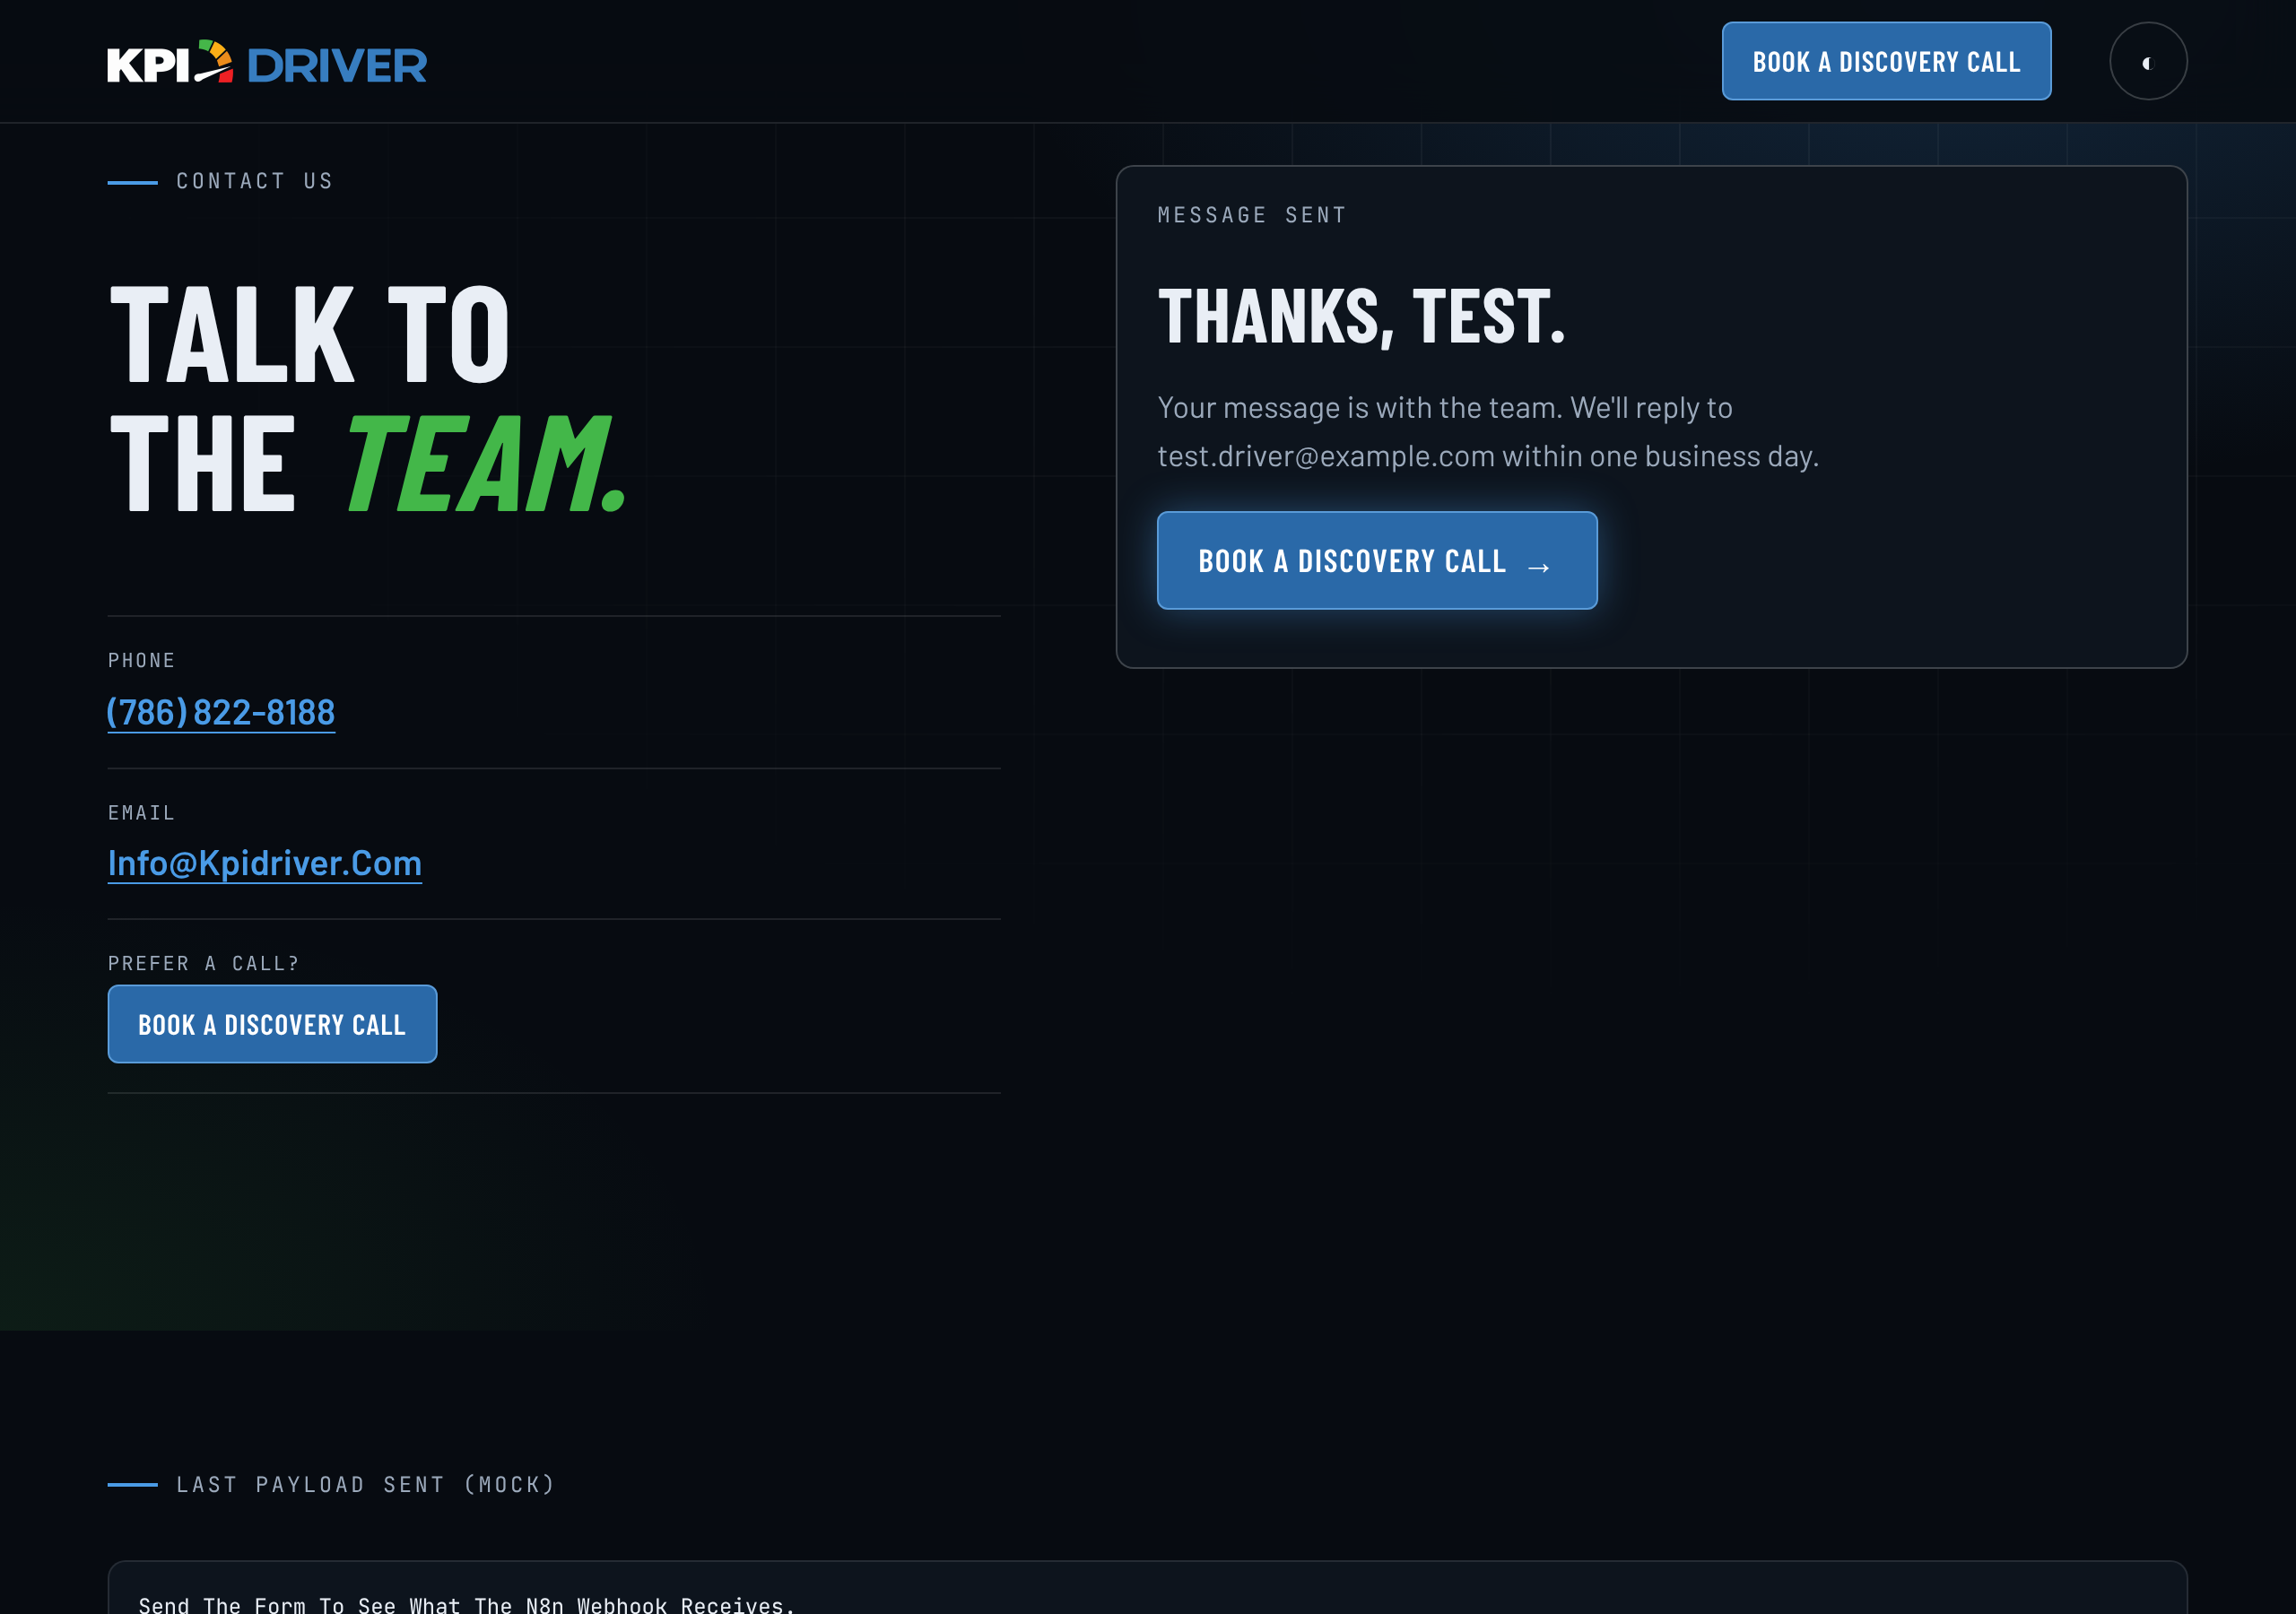 KPI DRIVER
BOOK A DISCOVERY CALL
CONTACT US
TALK TO
THE TEAM.
PHONE
(786) 822-8188
EMAIL
Info@Kpidriver.Com
PREFER A CALL?
BOOK A DISCOVERY CALL
MESSAGE SENT
THANKS, TEST.
Your message is with the team. We'll reply to
test.driver@example.com within one business day.
BOOK A DISCOVERY CALL →
LAST PAYLOAD SENT (MOCK)
Send The Form To See What The N8n Webhook Receives.